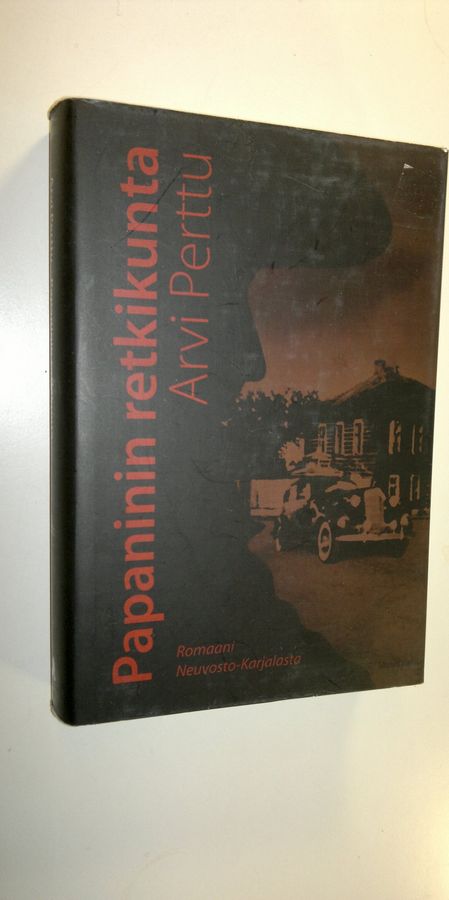 Papaninin retkikunta
Arvi Perttu
Romaani
Neuvosto-Karjalasta